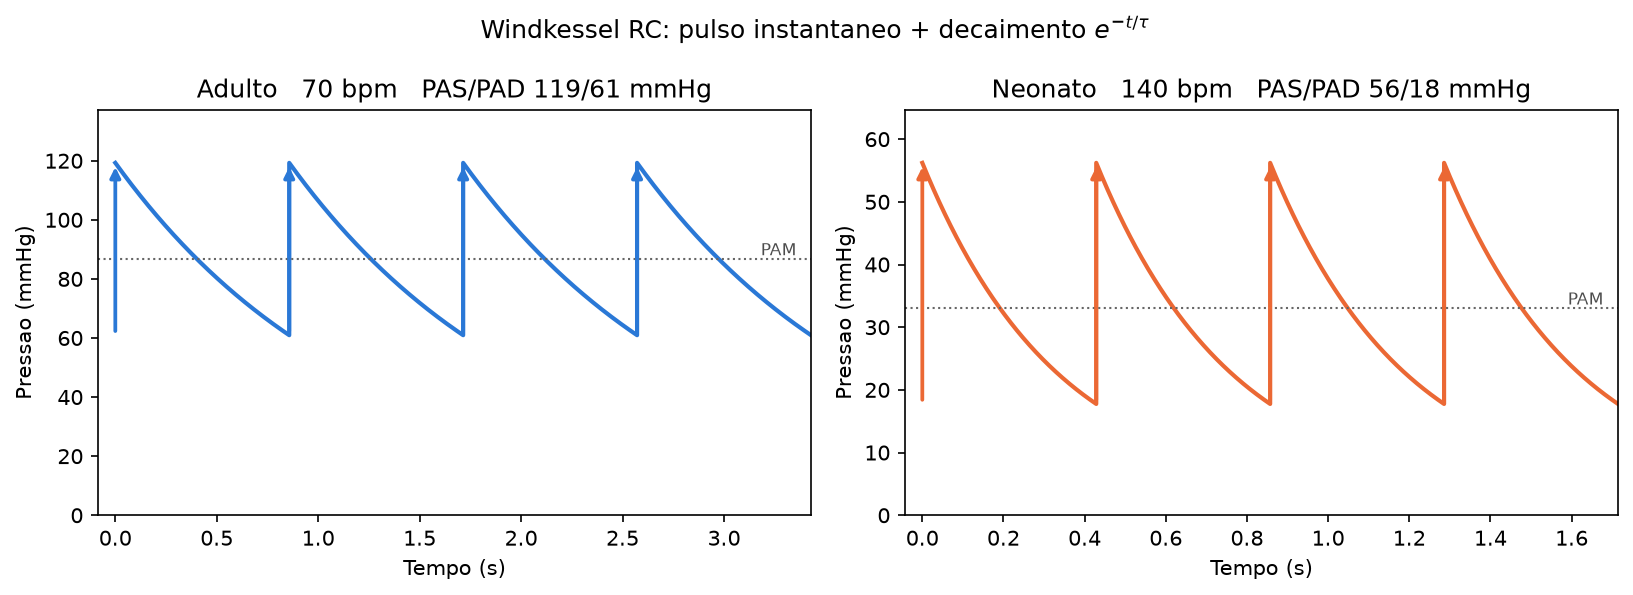 Windkessel RC: pulso instantaneo + decaimento e^{-t/τ}
Adulto   70 bpm   PAS/PAD 119/61 mmHg
Pressao (mmHg)
120
100
80
60
40
20
0
PAM
0.0 0.5 1.0 1.5 2.0 2.5 3.0
Tempo (s)
Neonato   140 bpm   PAS/PAD 56/18 mmHg
Pressao (mmHg)
60
50
40
30
20
10
0
PAM
0.0 0.2 0.4 0.6 0.8 1.0 1.2 1.4 1.6
Tempo (s)